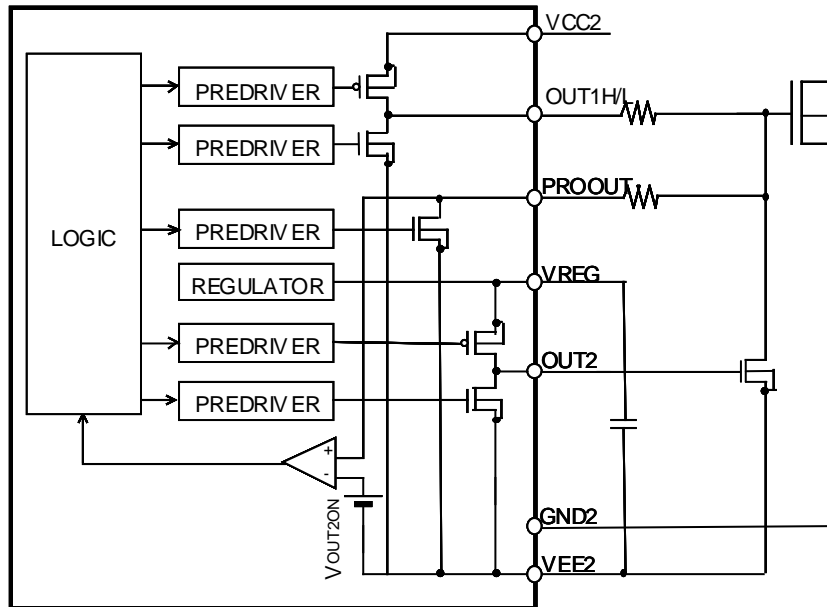 VCC2
PREDRIVER
OUT1H/L
PREDRIVER
PROOUT
LOGIC
PREDRIVER
REGULATOR
VREG
PREDRIVER
OUT2
PREDRIVER
+
-
VOUT2ON
GND2
VEE2